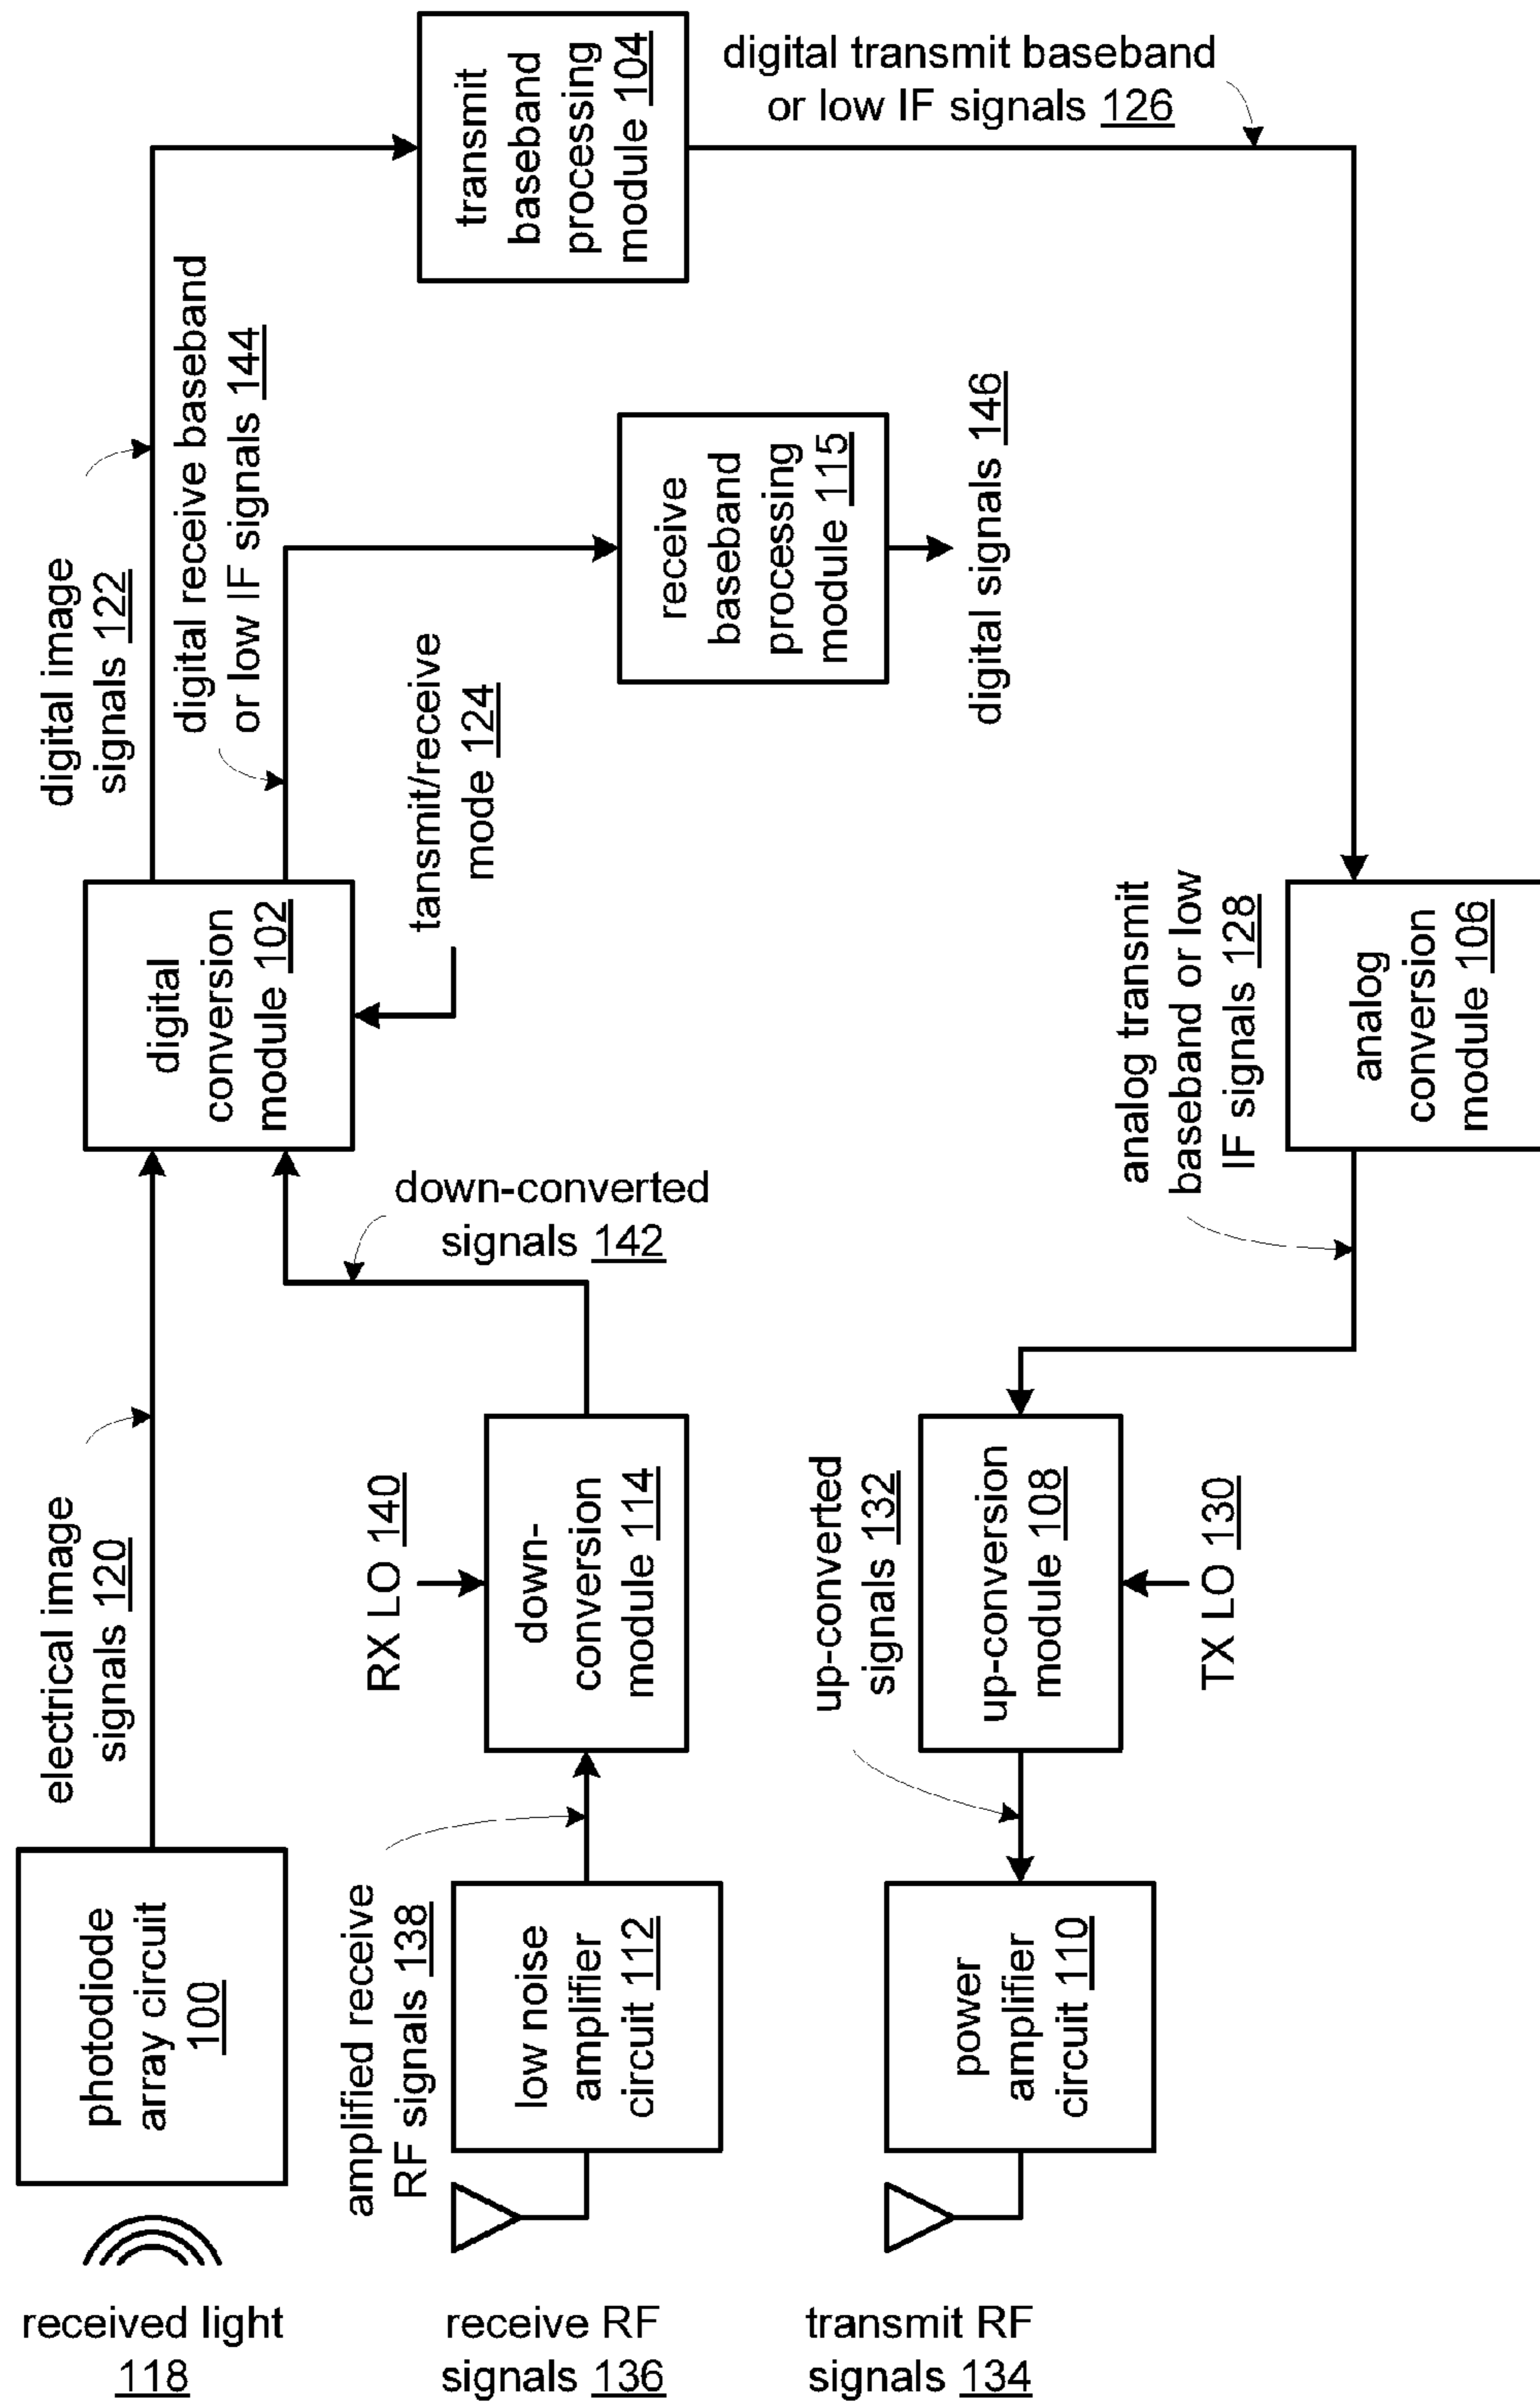 photodiode
array circuit
100
electrical image
signals 120
digital
conversion
module 102
digital image
signals 122
digital receive baseband
or low IF signals 144
transmit
baseband
processing
module 104
digital transmit baseband
or low IF signals 126
tansmit/receive
mode 124
receive
baseband
processing
module 115
digital signals 146
down-converted
signals 142
RX LO 140
down-
conversion
module 114
amplified receive
RF signals 138
low noise
amplifier
circuit 112
analog transmit
baseband or low
IF signals 128
analog
conversion
module 106
up-converted
signals 132
up-conversion
module 108
TX LO 130
power
amplifier
circuit 110
received light
118
receive RF
signals 136
transmit RF
signals 134